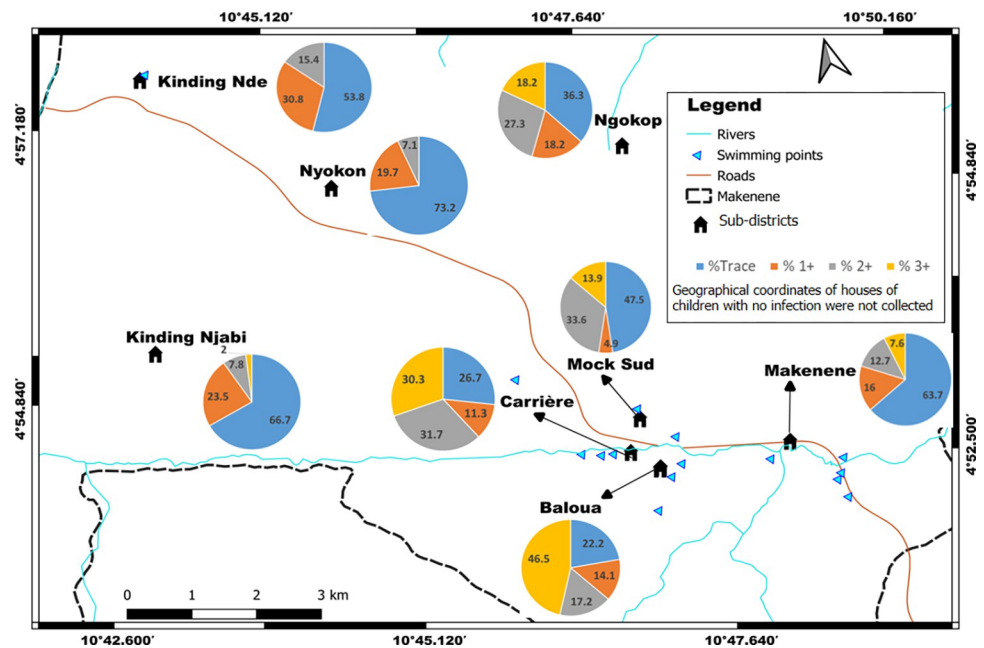 10°45.120′ 10°47.640′ 10°50.160′
4°57.180′
4°54.840′
4°54.840′
4°52.500′
Kinding Nde
15.4
30.8
53.8
Nyokon
7.1
19.7
73.2
18.2
36.3
27.3
18.2
Ngokop
Legend
Rivers
Swimming points
Roads
Makenene
Sub-districts
%Trace % 1+ % 2+ % 3+
Geographical coordinates of houses of
children with no infection were not collected
13.9
47.5
33.6
4.9
Mock Sud
Kinding Njabi
2
7.8
23.5
66.7
30.3
26.7
11.3
31.7
Carrière
Makenene
7.6
12.7
16
63.7
Baloua
46.5
22.2
14.1
17.2
0 1 2 3 km
10°42.600′ 10°45.120′ 10°47.640′